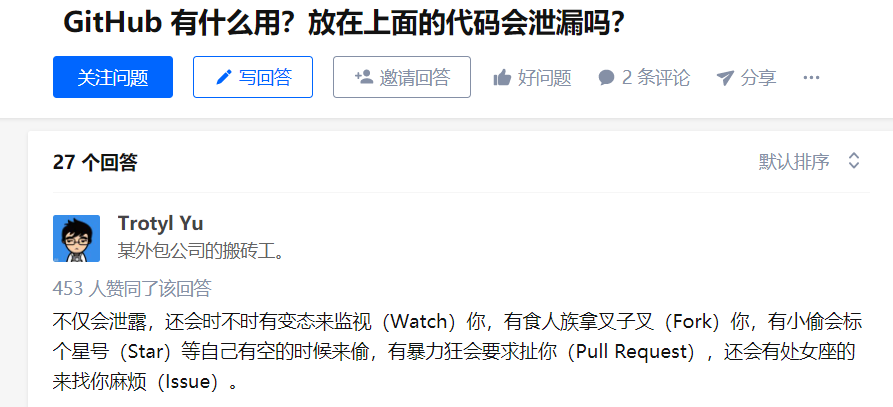 GitHub 有什么用？放在上面的代码会泄漏吗？
关注问题 写回答 邀请回答 好问题 2 条评论 分享 ···
27 个回答 默认排序
Trotyl Yu
某外包公司的搬砖工。
453 人赞同了该回答
不仅会泄露，还会时不时有变态来监视（Watch）你，有食人族拿叉子叉（Fork）你，有小偷会标
个星号（Star）等自己有空的时候来偷，有暴力狂会要求扯你（Pull Request），还会有处女座的
来找你麻烦（Issue）。